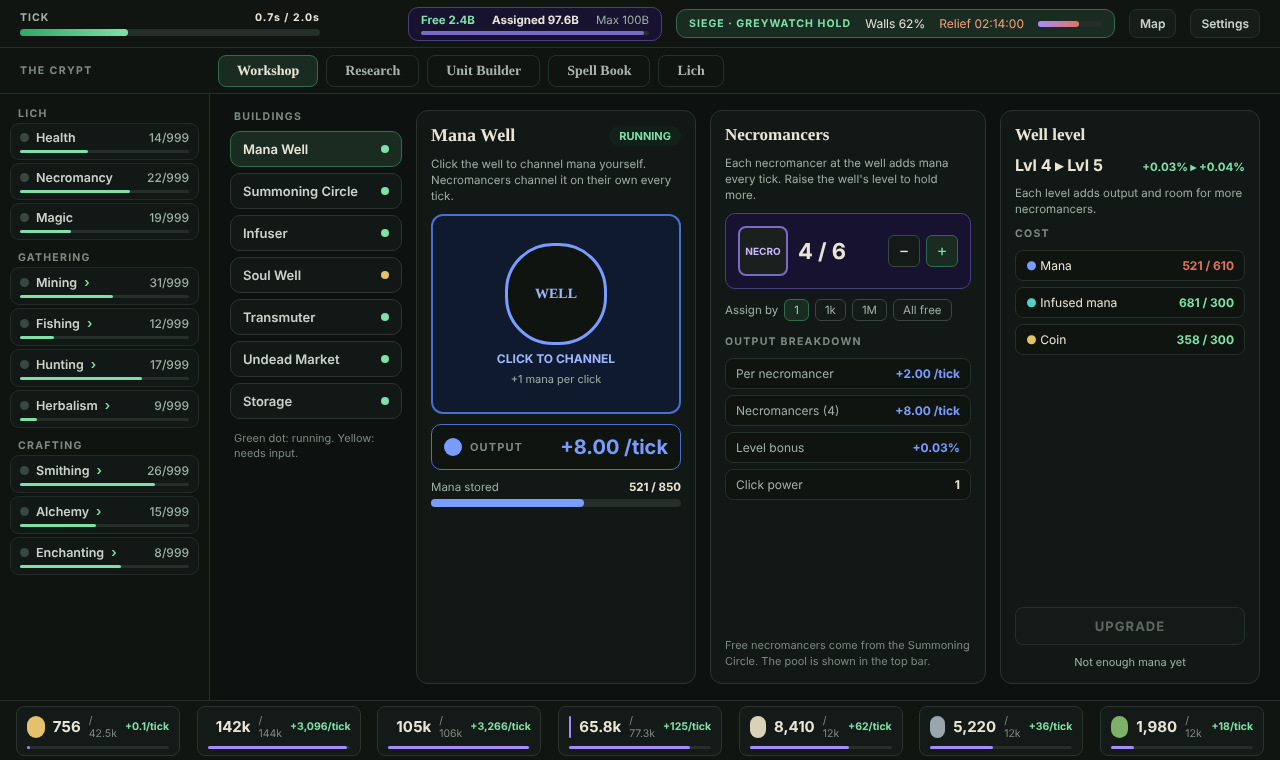 TICK 0.7s / 2.0s
Free 2.4B Assigned 97.6B Max 100B
SIEGE · GREYWATCH HOLD Walls 62% Relief 02:14:00
Map
Settings
THE CRYPT
Workshop
Research
Unit Builder
Spell Book
Lich
LICH
Health 14/999
Necromancy 22/999
Magic 19/999
GATHERING
Mining › 31/999
Fishing › 12/999
Hunting › 17/999
Herbalism › 9/999
CRAFTING
Smithing › 26/999
Alchemy › 15/999
Enchanting › 8/999
BUILDINGS
Mana Well
Summoning Circle
Infuser
Soul Well
Transmuter
Undead Market
Storage
Green dot: running. Yellow:
needs input.
Mana Well RUNNING
Click the well to channel mana yourself.
Necromancers channel it on their own every
tick.
WELL
CLICK TO CHANNEL
+1 mana per click
OUTPUT +8.00 /tick
Mana stored 521 / 850
Necromancers
Each necromancer at the well adds mana
every tick. Raise the well's level to hold
more.
NECRO 4 / 6 − +
Assign by 1 1k 1M All free
OUTPUT BREAKDOWN
Per necromancer +2.00 /tick
Necromancers (4) +8.00 /tick
Level bonus +0.03%
Click power 1
Free necromancers come from the Summoning
Circle. The pool is shown in the top bar.
Well level
Lvl 4 ▸ Lvl 5 +0.03% ▸ +0.04%
Each level adds output and room for more
necromancers.
COST
Mana 521 / 610
Infused mana 681 / 300
Coin 358 / 300
UPGRADE
Not enough mana yet
756 / 42.5k +0.1/tick
142k / 144k +3,096/tick
105k / 106k +3,266/tick
65.8k / 77.3k +125/tick
8,410 / 12k +62/tick
5,220 / 12k +36/tick
1,980 / 12k +18/tick